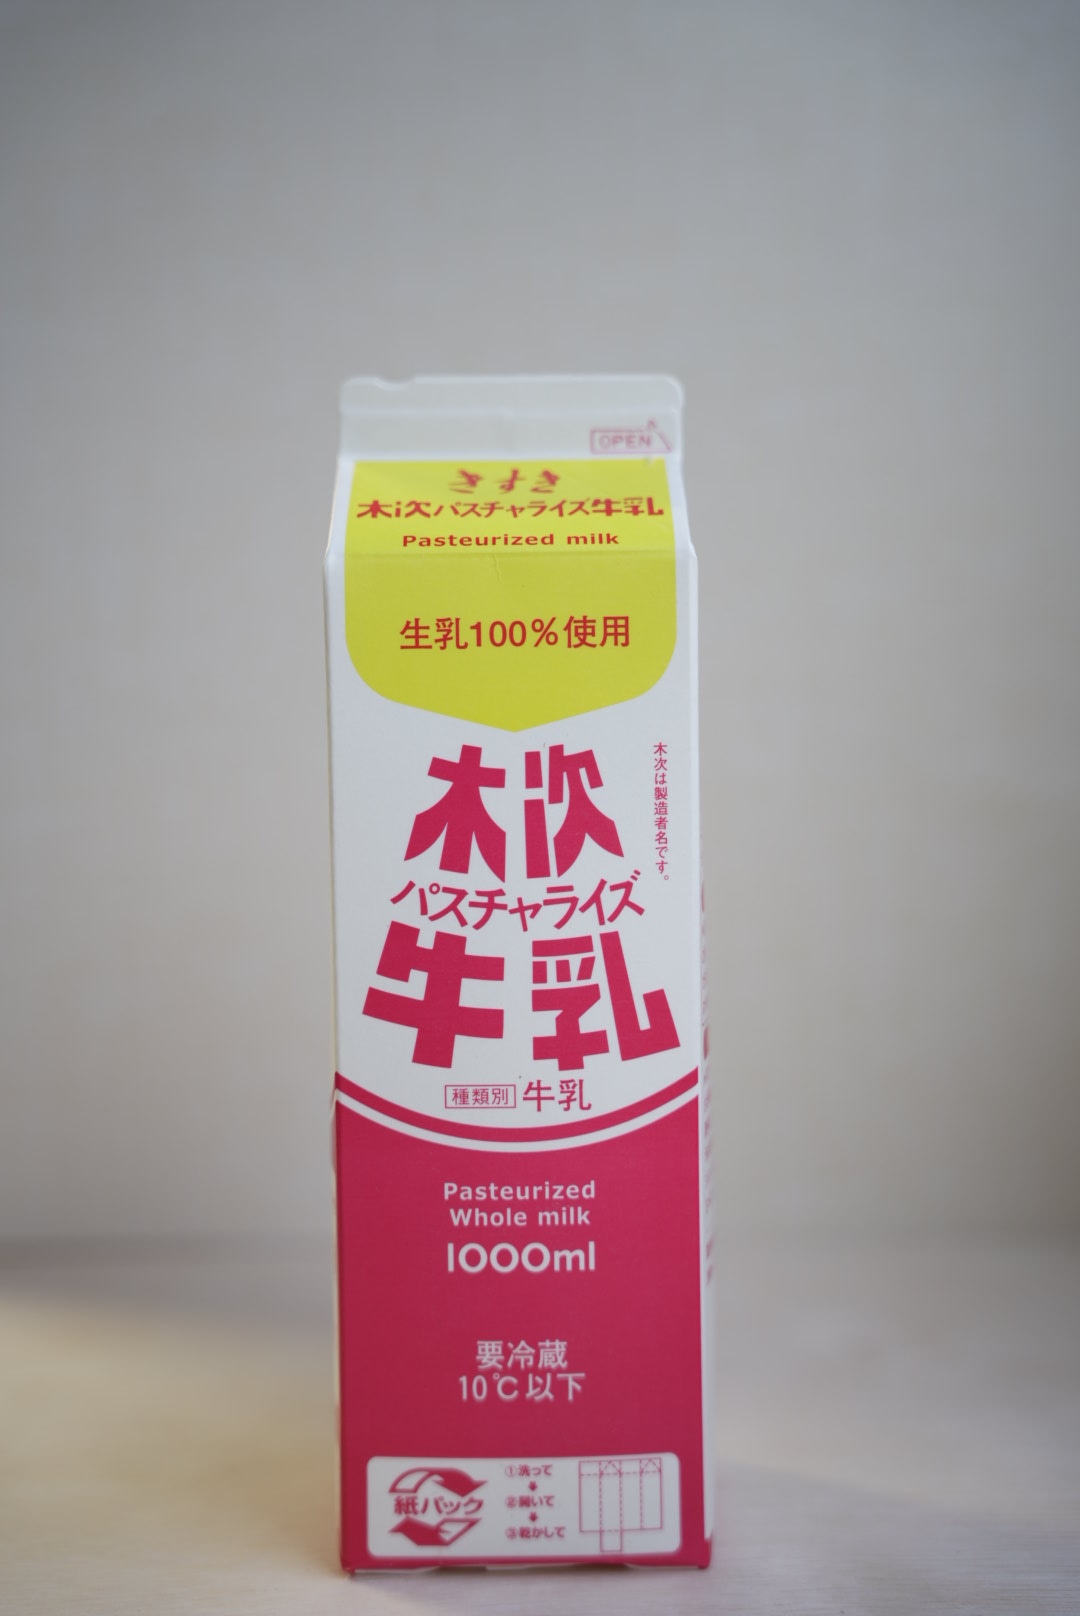 OPEN
きすき
木次パスチャライズ牛乳
Pasteurized milk
生乳100%使用
木次
パスチャライズ
牛乳
木次は製造者名です。
種類別 牛乳
Pasteurized
Whole milk
1000ml
要冷蔵
10℃以下
紙パック
①洗って
②開いて
③乾かして